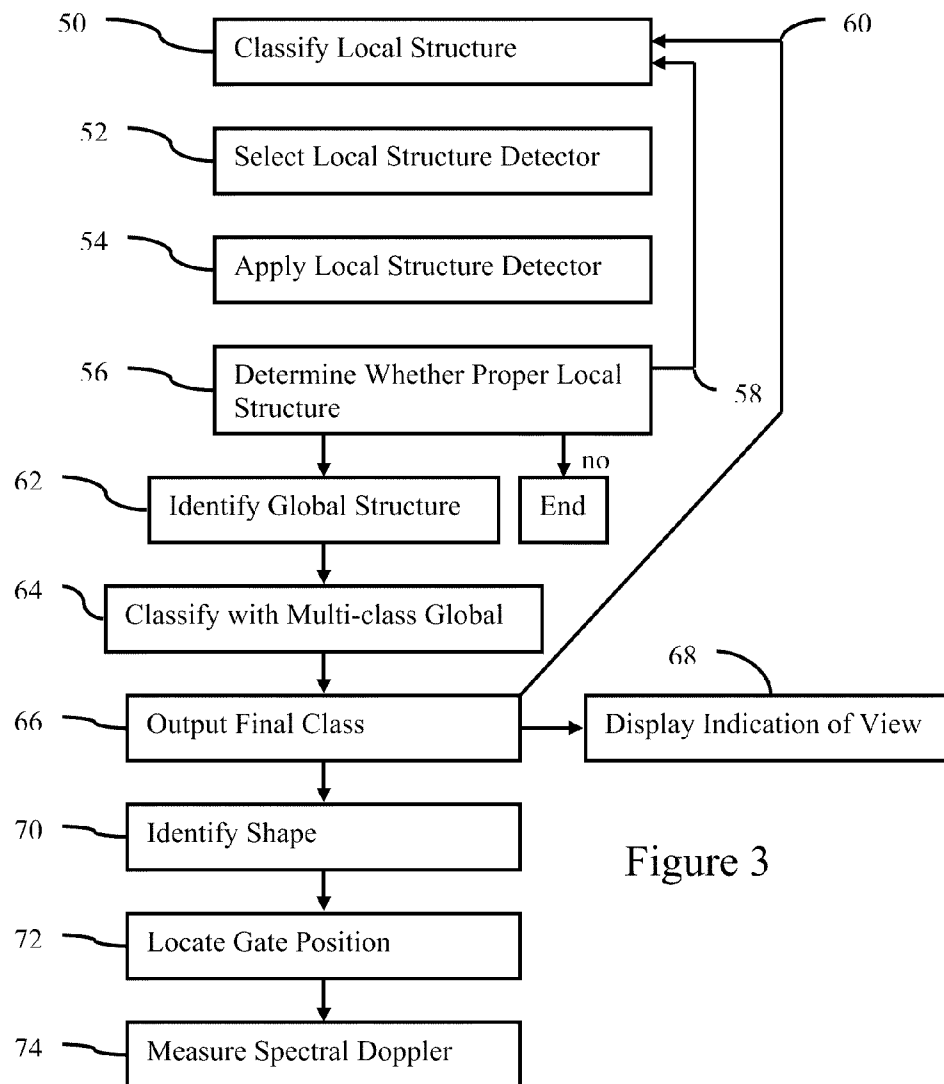 50
Classify Local Structure
60
52
Select Local Structure Detector
54
Apply Local Structure Detector
56
Determine Whether Proper Local
Structure
58
no
62
Identify Global Structure
End
64
Classify with Multi-class Global
68
66
Output Final Class
Display Indication of View
70
Identify Shape
Figure 3
72
Locate Gate Position
74
Measure Spectral Doppler